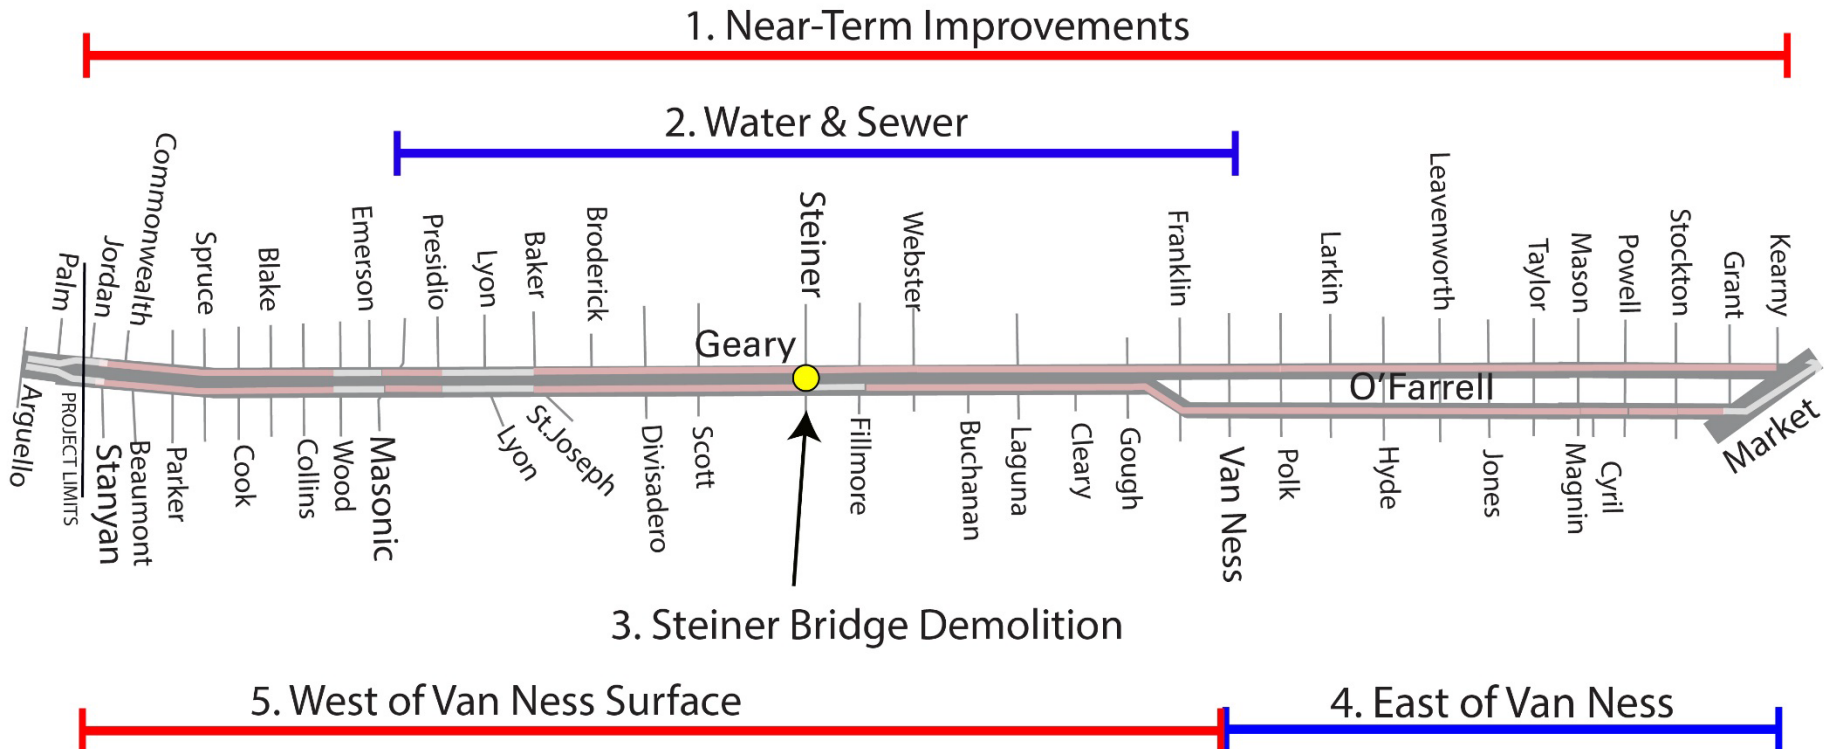 1. Near-Term Improvements
2. Water & Sewer
Palm
Jordan
Commonwealth
Spruce
Blake
Emerson
Presidio
Lyon
Baker
Broderick
Steiner
Webster
Franklin
Larkin
Leavenworth
Taylor
Mason
Powell
Stockton
Grant
Kearny
Geary
O'Farrell
Arguello
PROJECT LIMITS
Stanyan
Beaumont
Parker
Cook
Collins
Wood
Masonic
Lyon
St.Joseph
Divisadero
Scott
Fillmore
Buchanan
Laguna
Cleary
Gough
Van Ness
Polk
Hyde
Jones
Magnin
Cyril
Market
3. Steiner Bridge Demolition
5. West of Van Ness Surface
4. East of Van Ness